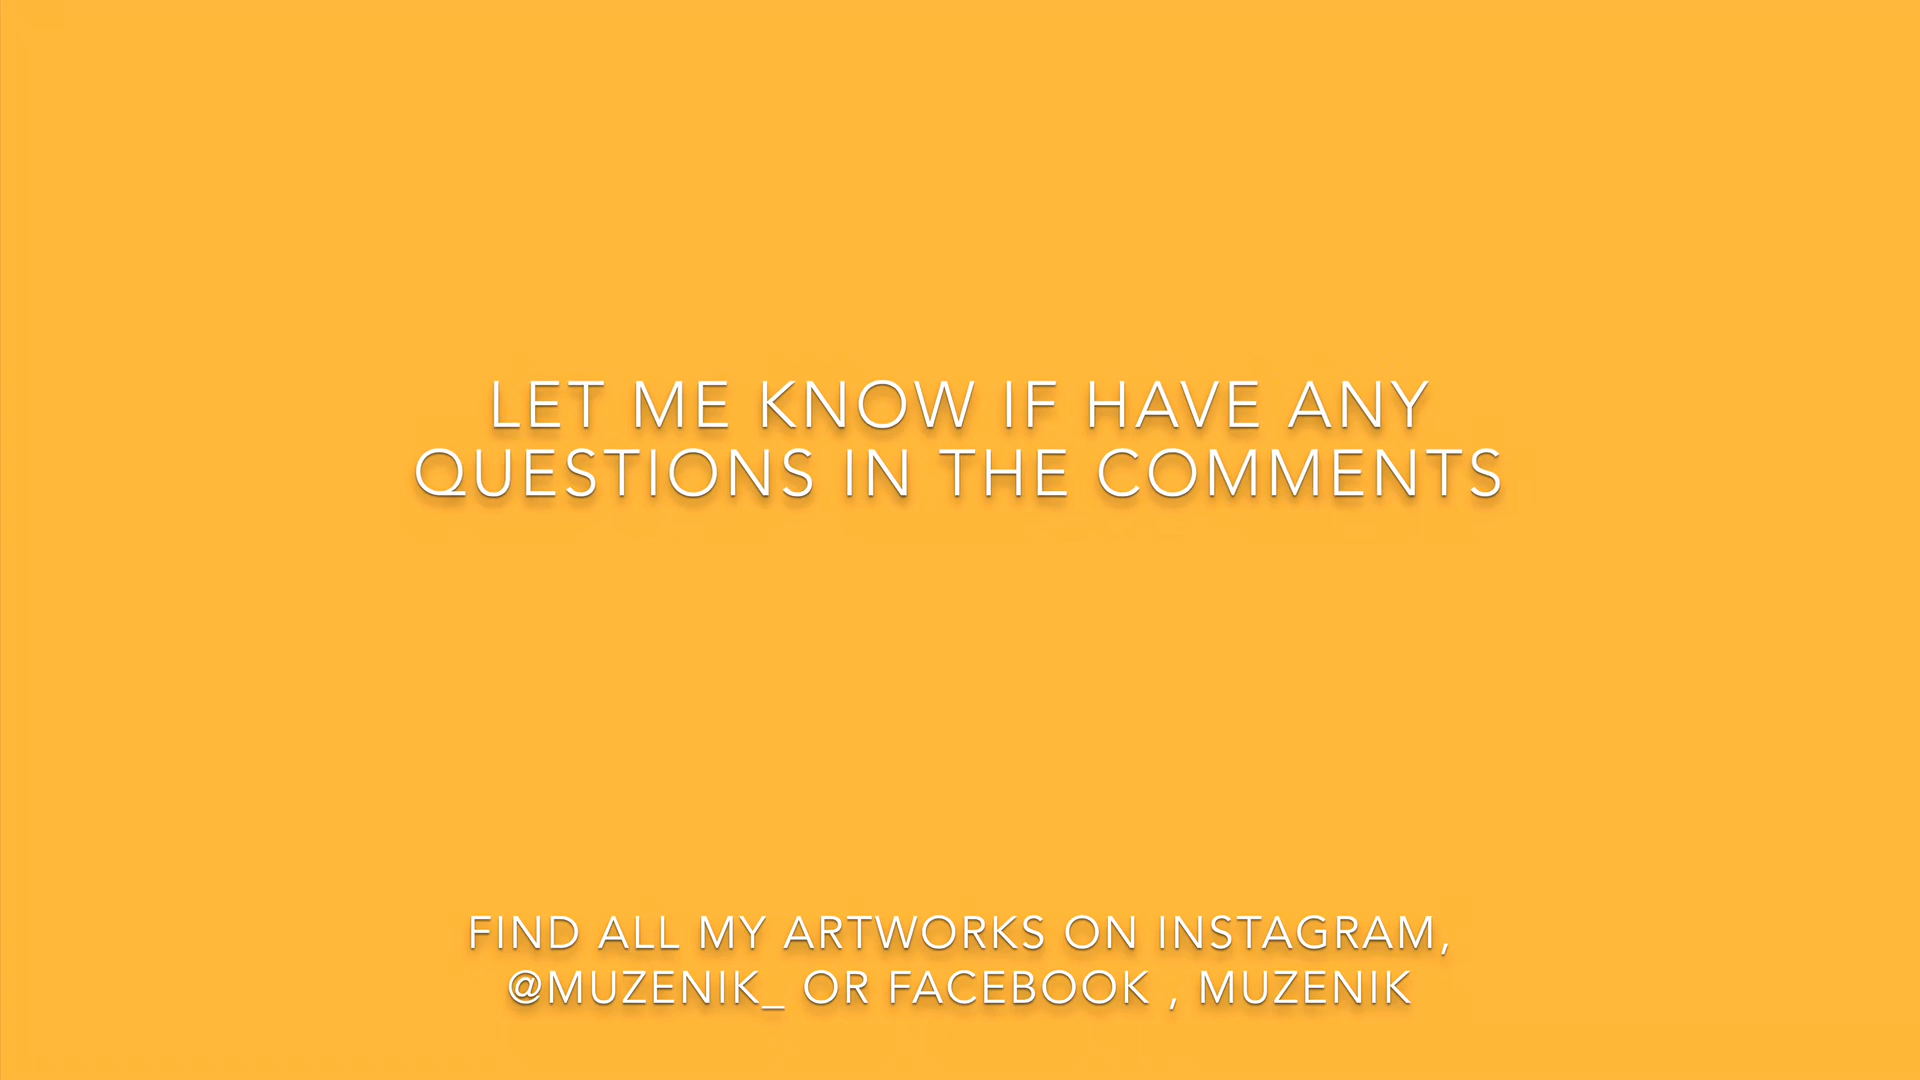 LET ME KNOW IF HAVE ANY
QUESTIONS IN THE COMMENTS
FIND ALL MY ARTWORKS ON INSTAGRAM,
@MUZENIK_ OR FACEBOOK , MUZENIK